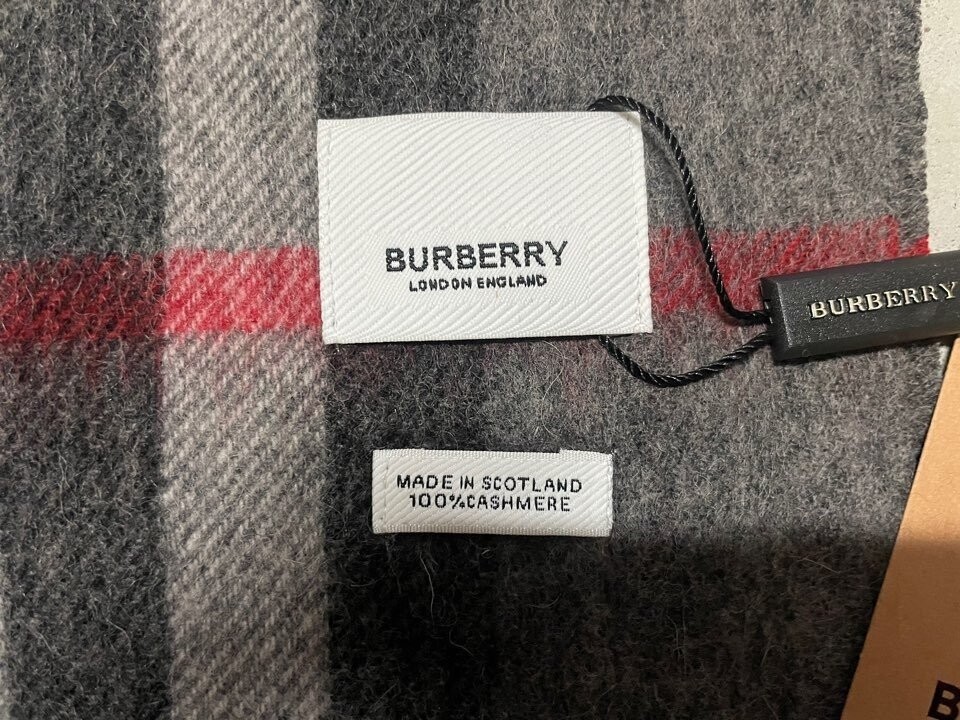 BURBERRY
LONDON ENGLAND
BURBERRY
MADE IN SCOTLAND
100%CASHMERE
B